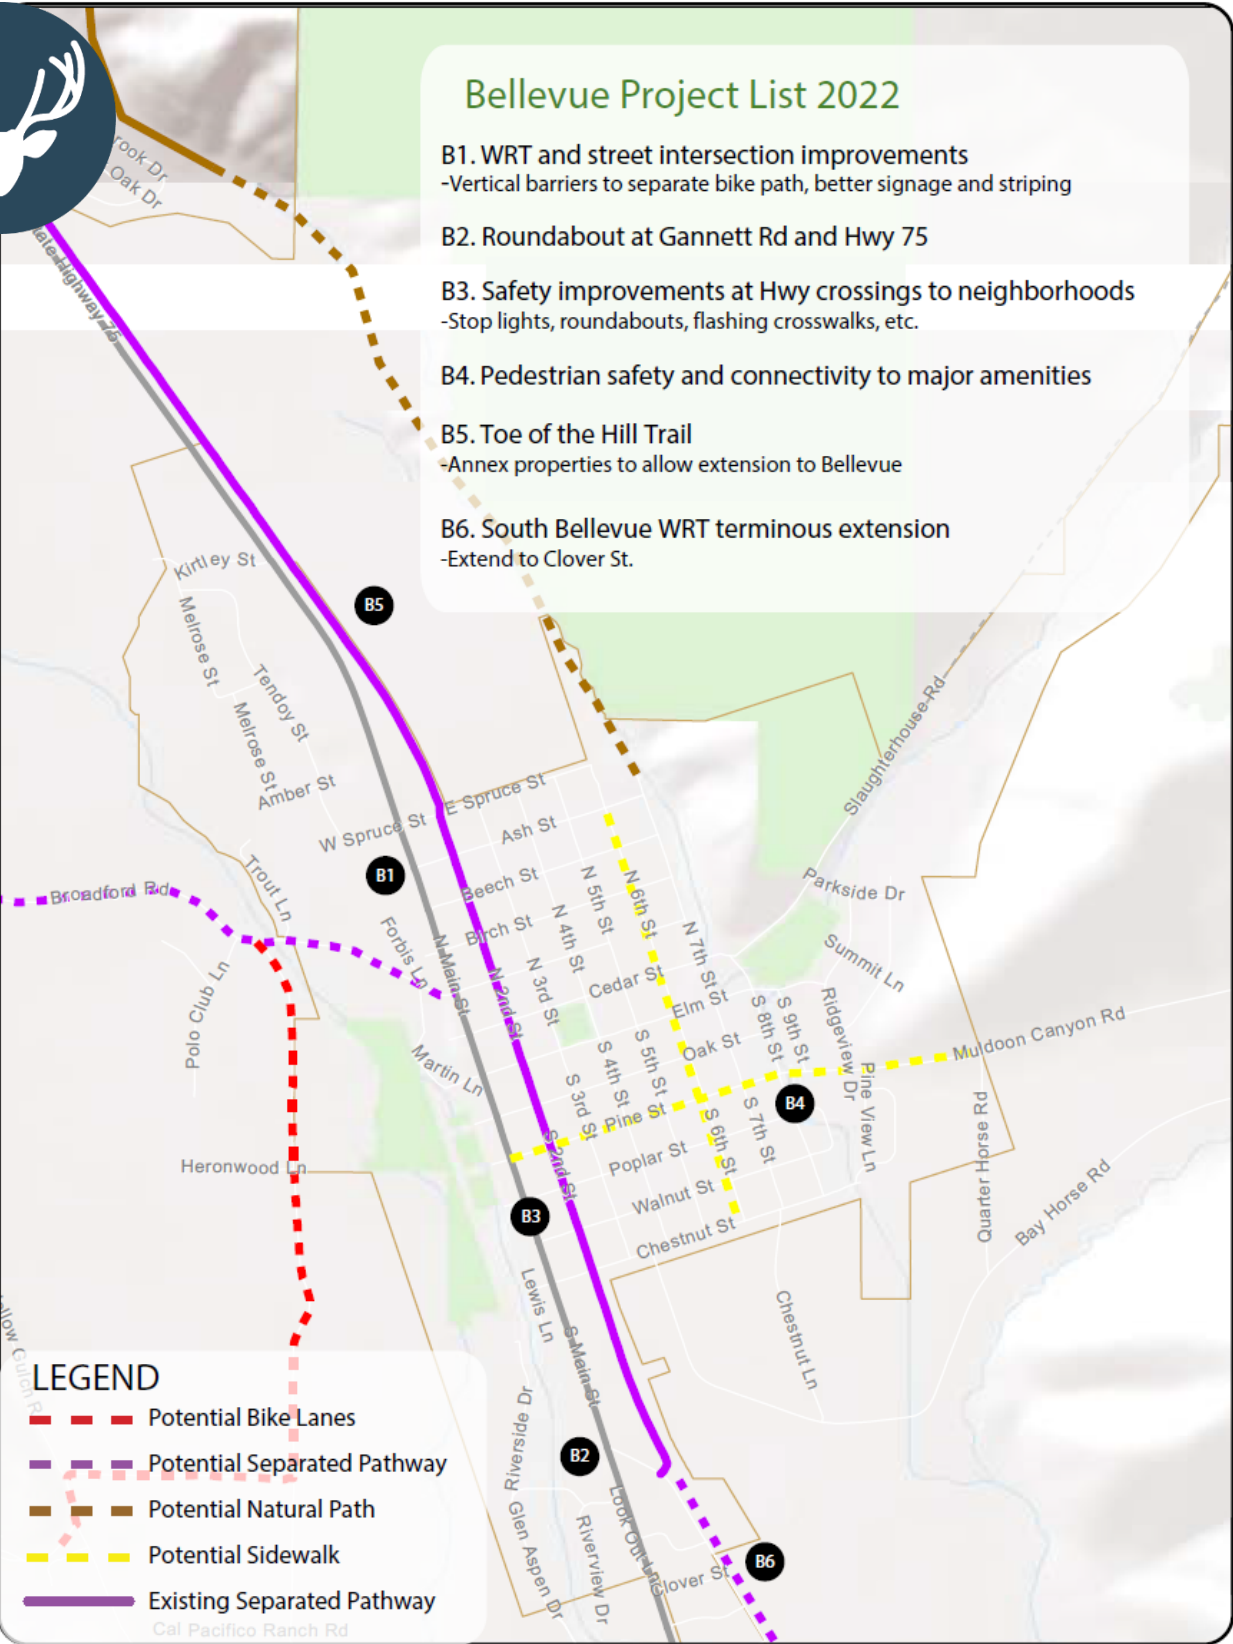 Bellevue Project List 2022
B1. WRT and street intersection improvements
-Vertical barriers to separate bike path, better signage and striping
B2. Roundabout at Gannett Rd and Hwy 75
B3. Safety improvements at Hwy crossings to neighborhoods
-Stop lights, roundabouts, flashing crosswalks, etc.
B4. Pedestrian safety and connectivity to major amenities
B5. Toe of the Hill Trail
-Annex properties to allow extension to Bellevue
B6. South Bellevue WRT terminous extension
-Extend to Clover St.
rook Dr
Oak Dr
tate Highway 75
Kirtley St
B5
Melrose St
Tendoy St
Melrose St
Amber St
Slaughterhouse Rd
E Spruce St
W Spruce St
Ash St
B1
Beech St
Broadford Rd
Trout Ln
Parkside Dr
N 5th St
N 6th St
Birch St
N 4th St
Forbis Ln
N Main St
N 2nd St
N 3rd St
N 7th St
Cedar St
Summit Ln
Elm St
S 8th St
S 9th St
Ridgeview Dr
Polo Club Ln
Oak St
Muldoon Canyon Rd
Martin Ln
S 3rd St
S 4th St
S 5th St
Pine St
B4
Pine View Ln
S 6th St
S 7th St
Quarter Horse Rd
Heronwood Ln
S 2nd St
Poplar St
Walnut St
Bay Horse Rd
B3
Chestnut St
Lewis Ln
S Main St
Chestnut Ln
LEGEND
Potential Bike Lanes
Potential Separated Pathway
Potential Natural Path
Potential Sidewalk
Existing Separated Pathway
Riverside Dr
B2
Glen Aspen Dr
Riverview Dr
Look Out Ln
Clover St
B6
Cal Pacifico Ranch Rd